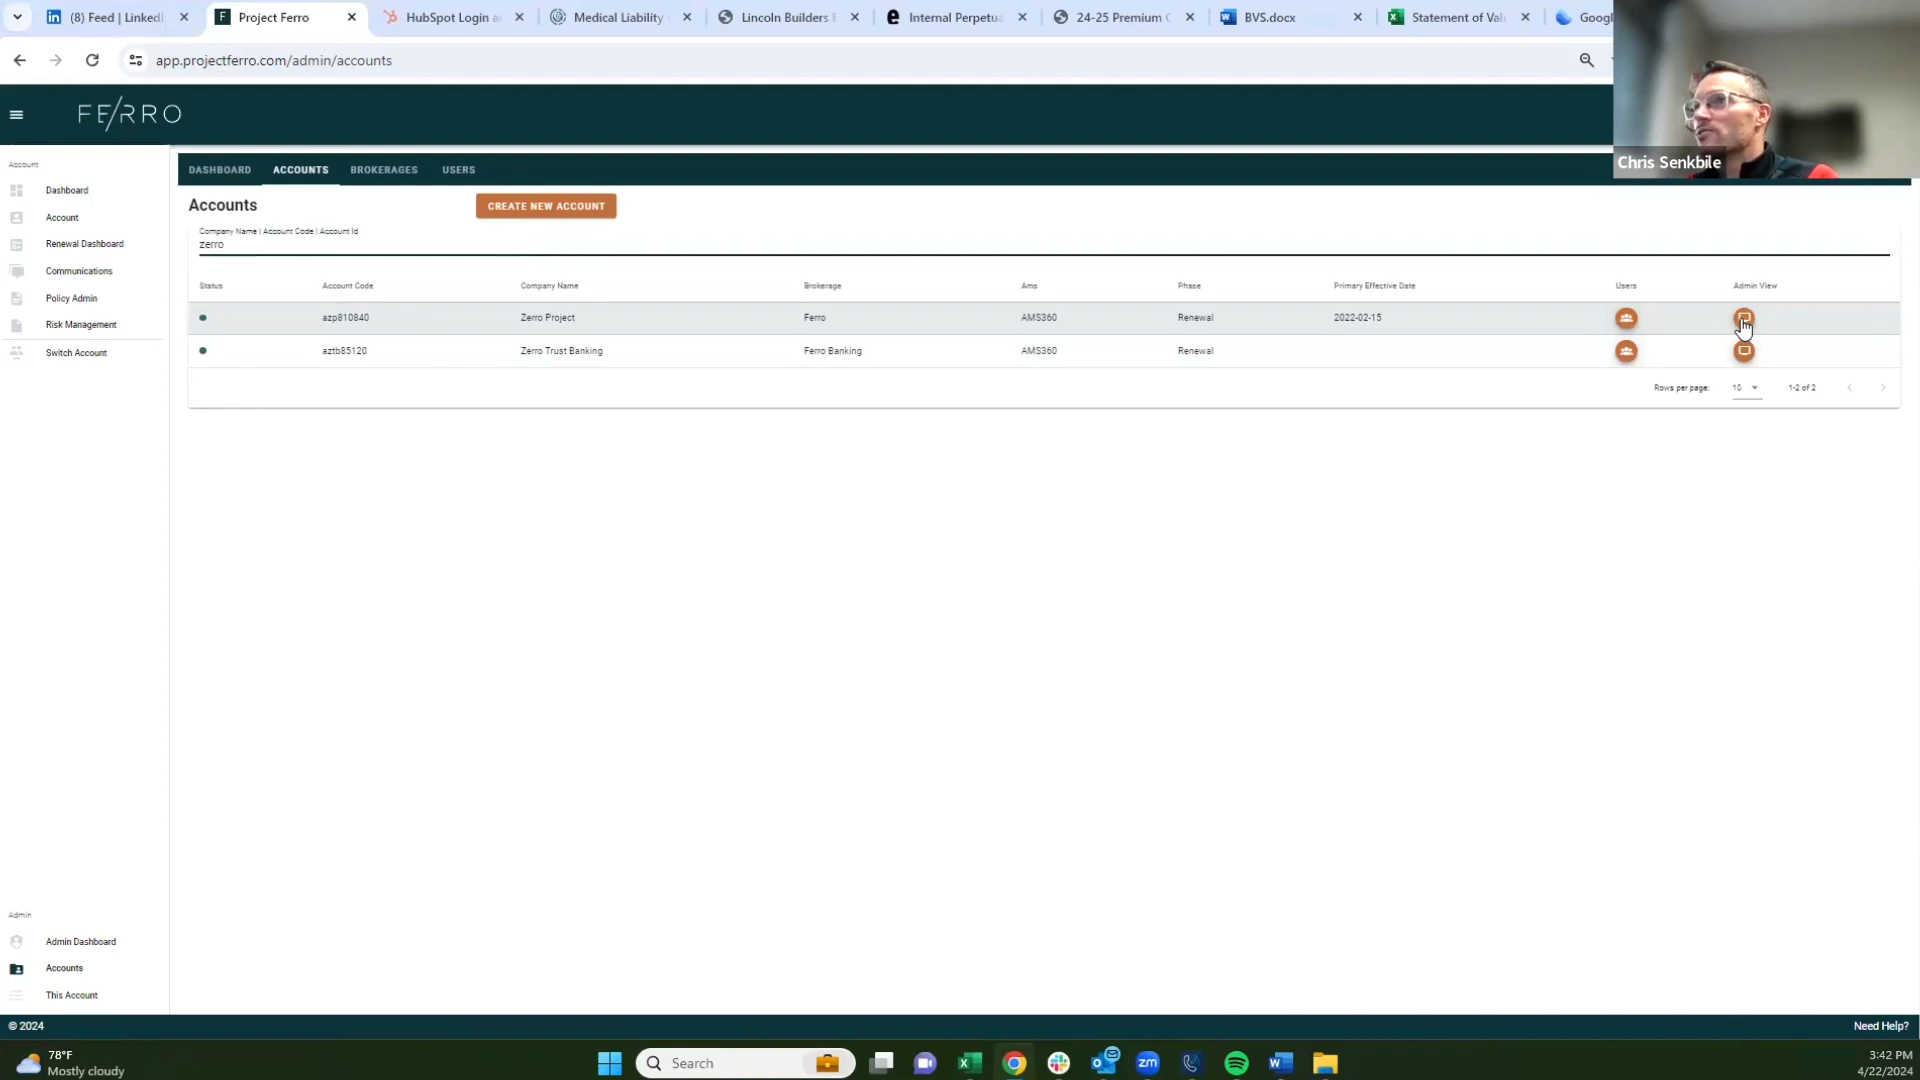 (8) Feed | LinkedI
Project Ferro
HubSpot Login a
Medical Liability
Lincoln Builders E
Internal Perpetua
24-25 Premium C
BVS.docx
Statement of Valu
Googl
app.projectferro.com/admin/accounts
FE/RRO
Chris Senkbile
Account
Dashboard
Account
Renewal Dashboard
Communications
Policy Admin
Risk Management
Switch Account
DASHBOARD ACCOUNTS BROKERAGES USERS
Accounts CREATE NEW ACCOUNT
Company Name | Account Code | Account Id
zerro
Status Account Code Company Name Brokerage Ams Phase Primary Effective Date Users Admin View
azp810840 Zerro Project Ferro AMS360 Renewal 2022-02-15
aztb85120 Zerro Trust Banking Ferro Banking AMS360 Renewal
Rows per page: 10 1-2 of 2
Admin
Admin Dashboard
Accounts
This Account
© 2024 Need Help?
78°F
Mostly cloudy
Search
zm
3:42 PM
4/22/2024